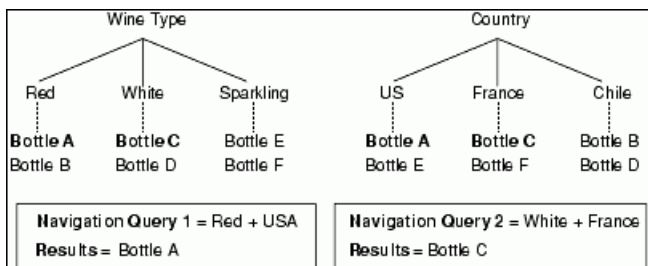 Wine Type Country
Red White Sparkling US France Chile
Bottle A Bottle C Bottle E Bottle A Bottle C Bottle B
Bottle B Bottle D Bottle F Bottle E Bottle F Bottle D
Navigation Query 1 = Red + USA
Results = Bottle A
Navigation Query 2 = White + France
Results = Bottle C